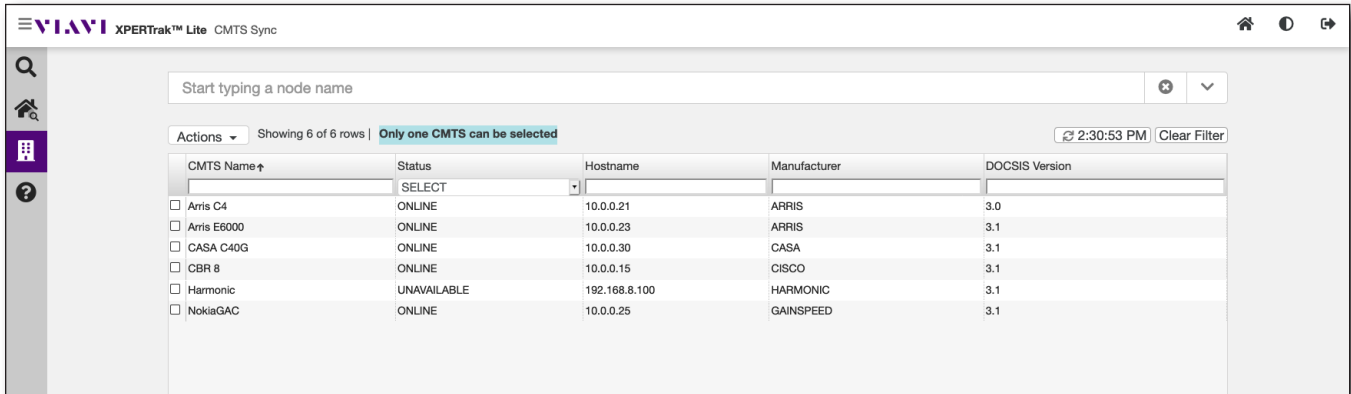 VIAVI XPERTrak™ Lite CMTS Sync
Start typing a node name
Actions Showing 6 of 6 rows | Only one CMTS can be selected 2:30:53 PM Clear Filter
CMTS Name Status Hostname Manufacturer DOCSIS Version
SELECT
Arris C4 ONLINE 10.0.0.21 ARRIS 3.0
Arris E6000 ONLINE 10.0.0.23 ARRIS 3.1
CASA C40G ONLINE 10.0.0.30 CASA 3.1
CBR 8 ONLINE 10.0.0.15 CISCO 3.1
Harmonic UNAVAILABLE 192.168.8.100 HARMONIC 3.1
NokiaGAC ONLINE 10.0.0.25 GAINSPEED 3.1